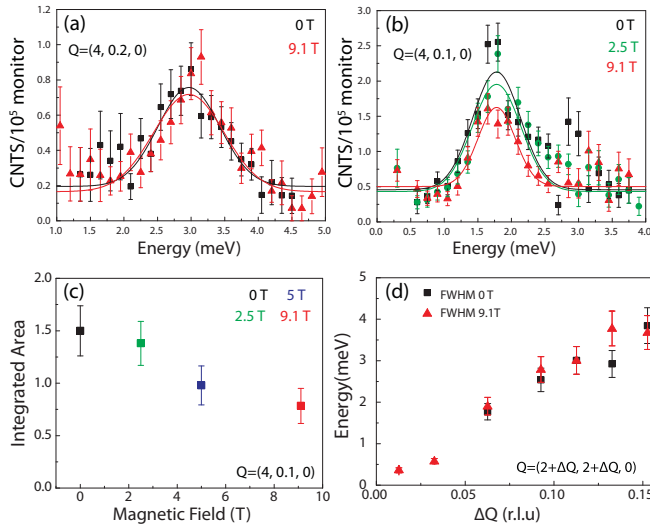 (a)
0 T
Q=(4, 0.2, 0)
9.1 T
1.2
1.0
0.8
0.6
0.4
0.2
0.0
CNTS/10⁵ monitor
1.0 1.5 2.0 2.5 3.0 3.5 4.0 4.5 5.0
Energy (meV)
(b)
0 T
Q=(4, 0.1, 0)
2.5 T
9.1 T
3.0
2.5
2.0
1.5
1.0
0.5
0.0
CNTS/10⁵ monitor
0.0 0.5 1.0 1.5 2.0 2.5 3.0 3.5 4.0
Energy (meV)
(c)
0 T 5 T
2.5 T 9.1 T
2.0
1.5
1.0
0.5
0.0
Integrated Area
Q=(4, 0.1, 0)
0 2 4 6 8 10
Magnetic Field (T)
(d)
FWHM 0 T
FWHM 9.1T
5
4
3
2
1
0
Energy(meV)
Q=(2+ΔQ, 2+ΔQ, 0)
0.00 0.05 0.10 0.15
ΔQ (r.l.u)